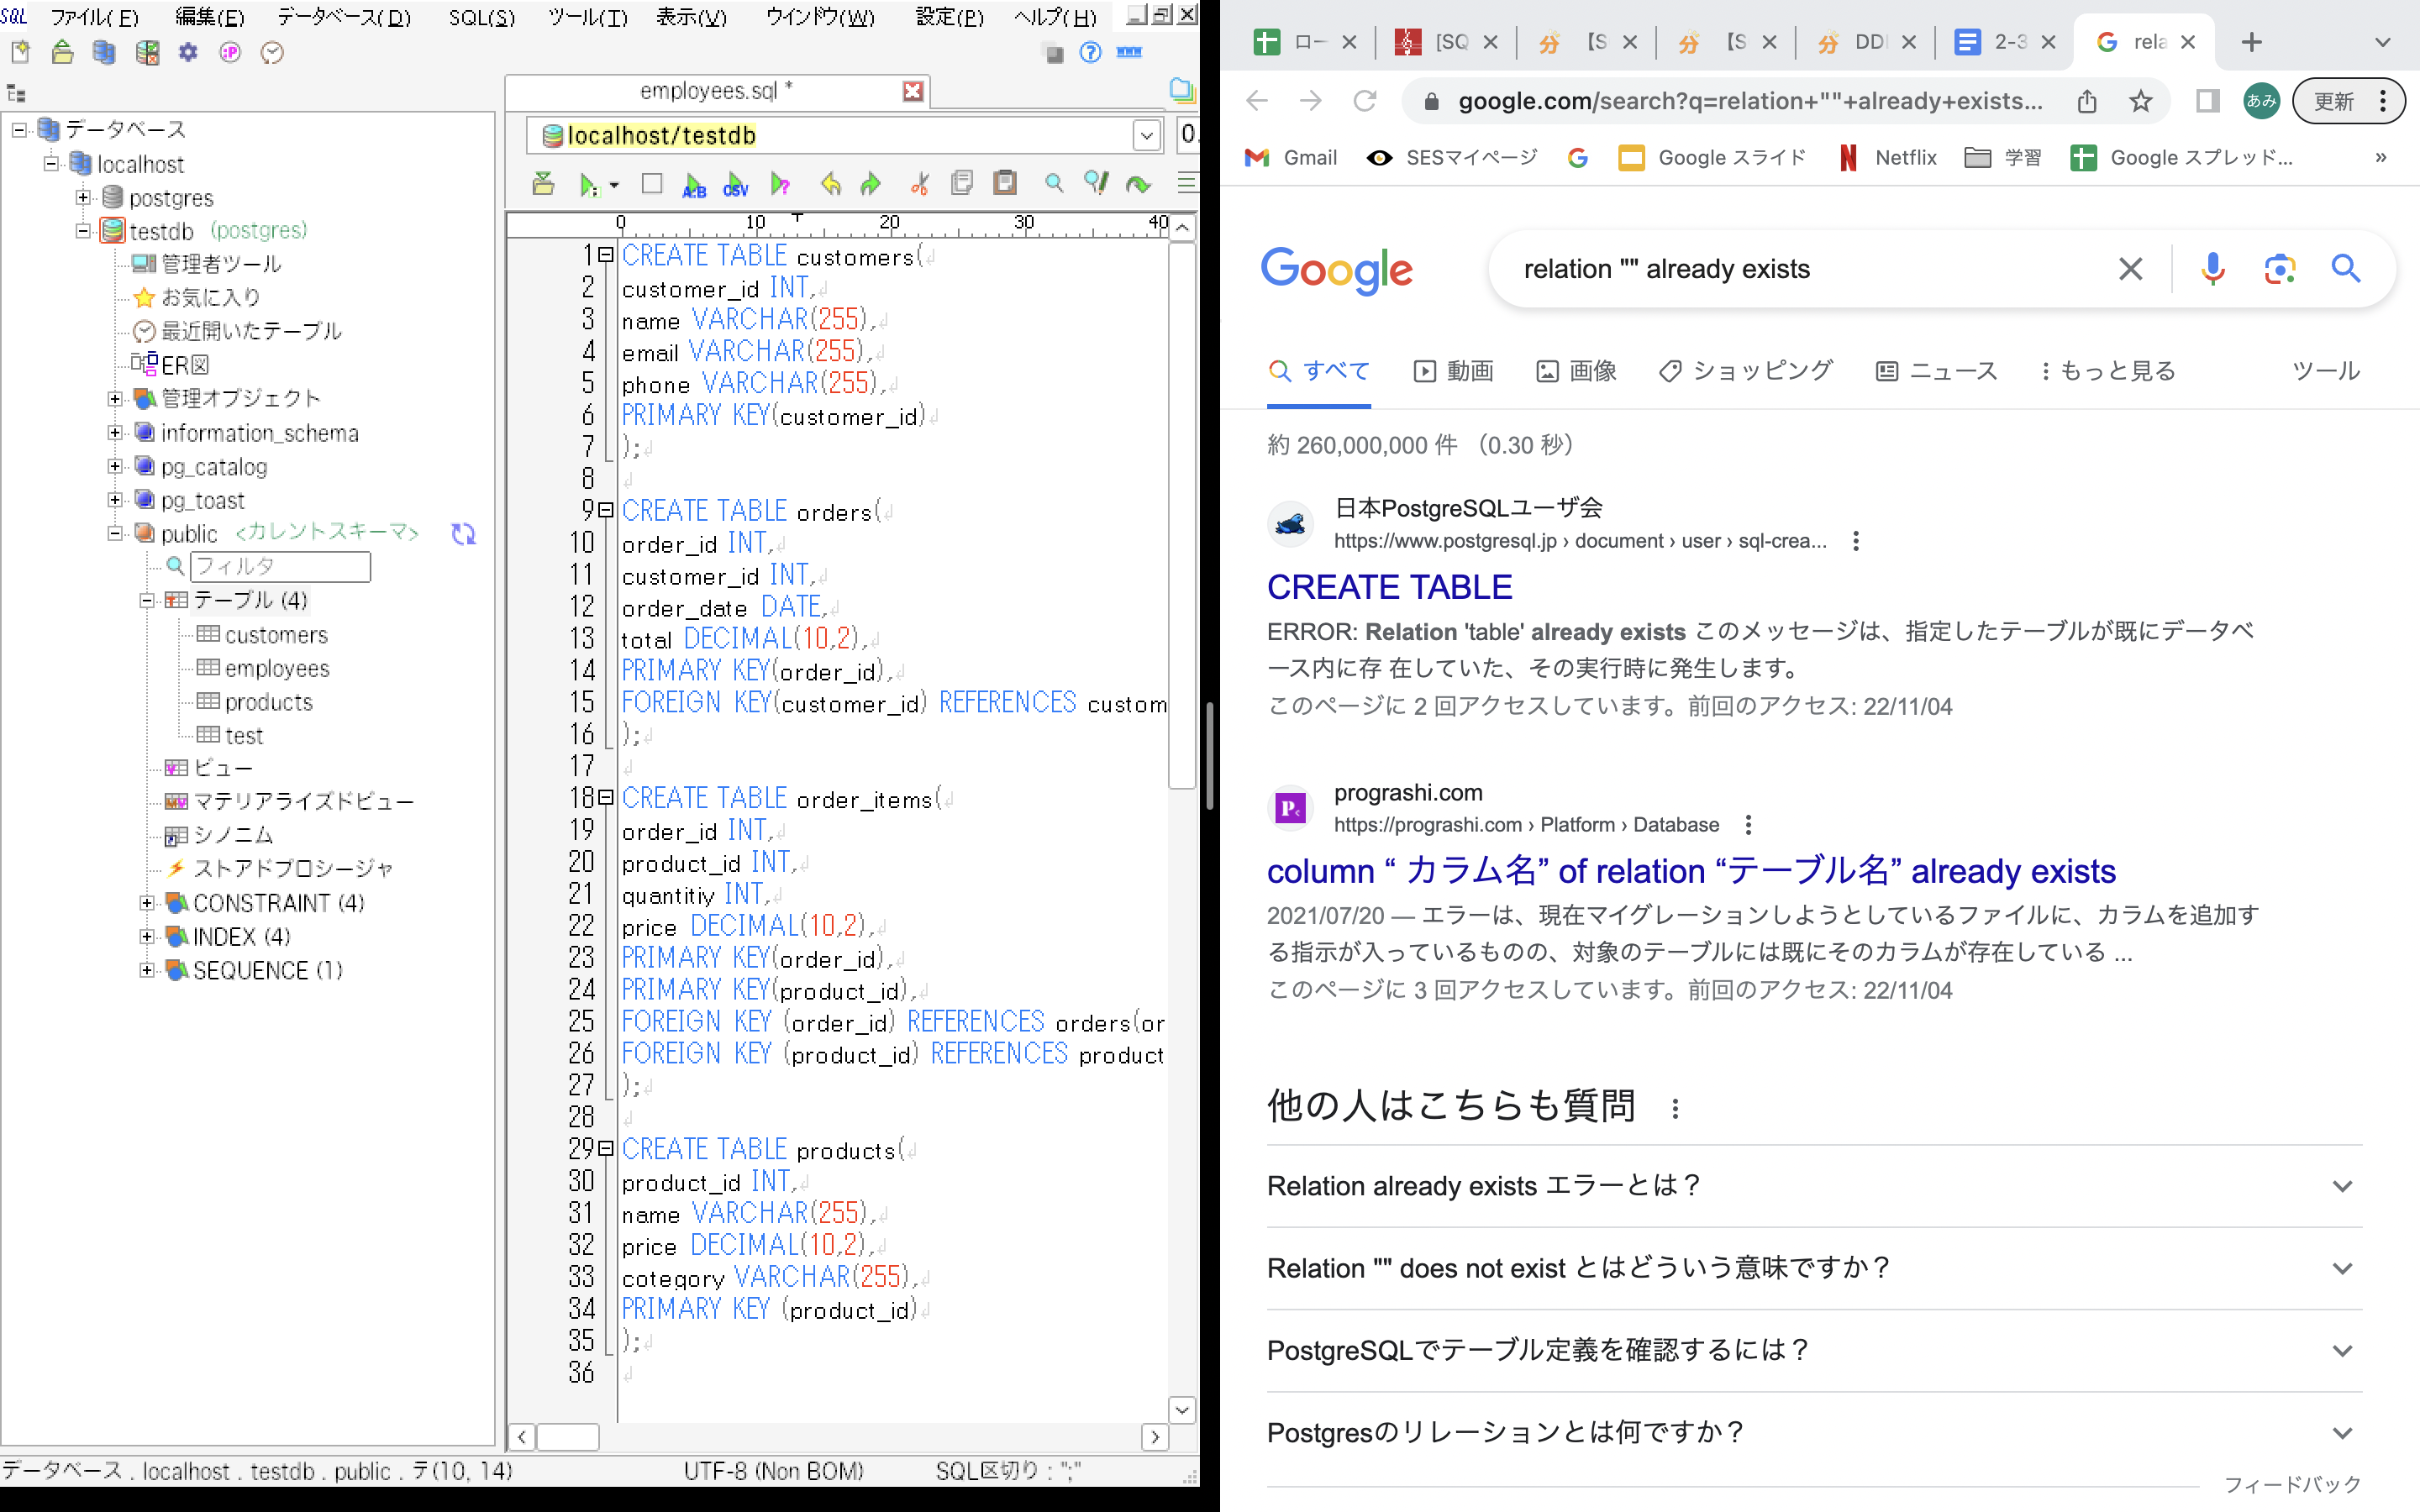 SQL ファイル(F) 編集(E) データベース(D) SQL(S) ツール(T) 表示(V) ウインドウ(W) 設定(P) ヘルプ(H)
employees.sql *
localhost/testdb
0.
A:B CSV
0 10 20 30 40
データベース
localhost
postgres
testdb (postgres)
管理者ツール
お気に入り
最近開いたテーブル
ER図
管理オブジェクト
information_schema
pg_catalog
pg_toast
public <カレントスキーマ>
フィルタ
テーブル (4)
customers
employees
products
test
ビュー
マテリアライズドビュー
シノニム
ストアドプロシージャ
CONSTRAINT (4)
INDEX (4)
SEQUENCE (1)
1 CREATE TABLE customers(
2 customer_id INT,
3 name VARCHAR(255),
4 email VARCHAR(255),
5 phone VARCHAR(255),
6 PRIMARY KEY(customer_id)
7 );
8
9 CREATE TABLE orders(
10 order_id INT,
11 customer_id INT,
12 order_date DATE,
13 total DECIMAL(10,2),
14 PRIMARY KEY(order_id),
15 FOREIGN KEY(customer_id) REFERENCES custom
16 );
17
18 CREATE TABLE order_items(
19 order_id INT,
20 product_id INT,
21 quantitiy INT,
22 price DECIMAL(10,2),
23 PRIMARY KEY(order_id),
24 PRIMARY KEY(product_id),
25 FOREIGN KEY (order_id) REFERENCES orders(or
26 FOREIGN KEY (product_id) REFERENCES product
27 );
28
29 CREATE TABLE products(
30 product_id INT,
31 name VARCHAR(255),
32 price DECIMAL(10,2),
33 cotegory VARCHAR(255),
34 PRIMARY KEY (product_id)
35 );
36
データベース . localhost . testdb . public . テ(10, 14) UTF-8 (Non BOM) SQL区切り : ";"
ロー [SQ 【S 【S DDI 2-3 rela
google.com/search?q=relation+""+already+exists... あみ 更新
Gmail SESマイページ Google スライド Netflix 学習 Google スプレッド... »
Google relation "" already exists
すべて 動画 画像 ショッピング ニュース もっと見る ツール
約 260,000,000 件 （0.30 秒）
日本PostgreSQLユーザ会
https://www.postgresql.jp › document › user › sql-crea...
CREATE TABLE
ERROR: Relation 'table' already exists このメッセージは、指定したテーブルが既にデータベ
ース内に存 在していた、その実行時に発生します。
このページに 2 回アクセスしています。前回のアクセス: 22/11/04
prograshi.com
https://prograshi.com › Platform › Database
column “ カラム名” of relation “テーブル名” already exists
2021/07/20 — エラーは、現在マイグレーションしようとしているファイルに、カラムを追加す
る指示が入っているものの、対象のテーブルには既にそのカラムが存在している ...
このページに 3 回アクセスしています。前回のアクセス: 22/11/04
他の人はこちらも質問
Relation already exists エラーとは？
Relation "" does not exist とはどういう意味ですか？
PostgreSQLでテーブル定義を確認するには？
Postgresのリレーションとは何ですか？
フィードバック